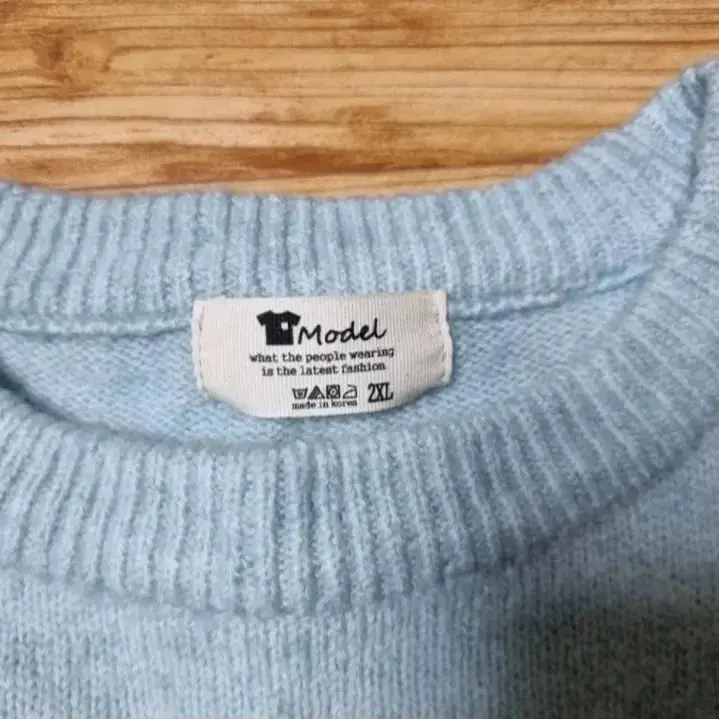 Model
what the people wearing
is the latest fashion
2XL
made in korea